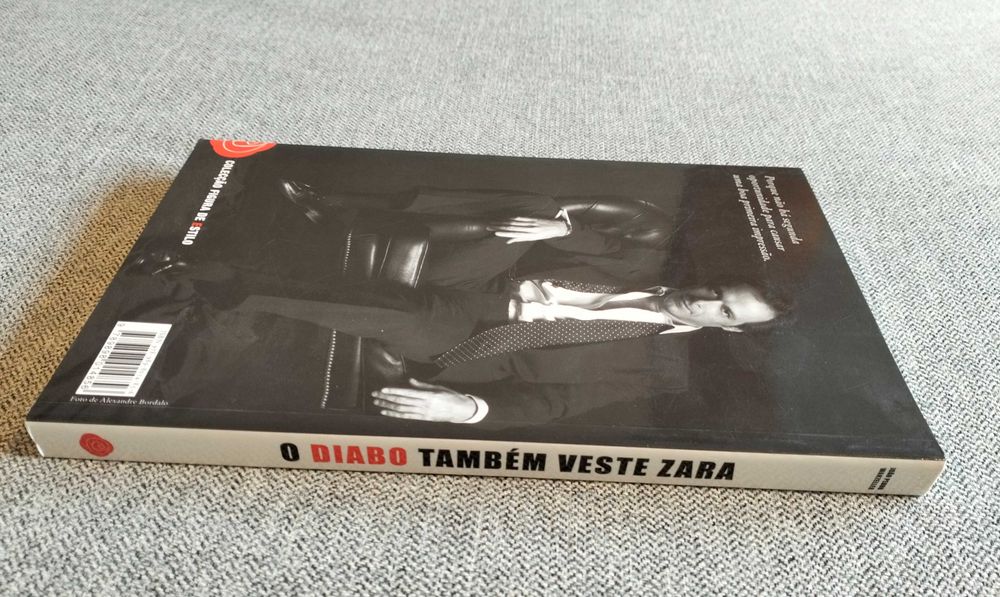 COLECÇÃO FIGURA DE ESTILO
Porque não há segunda
oportunidade para causar
uma boa primeira impressão.
Foto de Alexandre Bordalo
O DIABO TAMBÉM VESTE ZARA